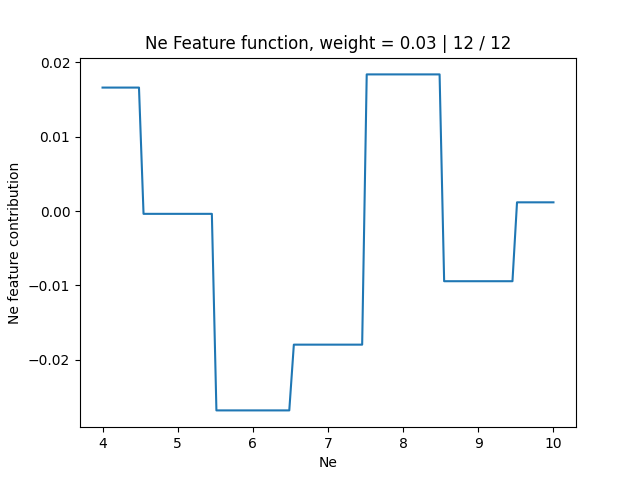 Ne Feature function, weight = 0.03 | 12 / 12
0.02
0.01
0.00
−0.01
−0.02
Ne feature contribution
4 5 6 7 8 9 10
Ne